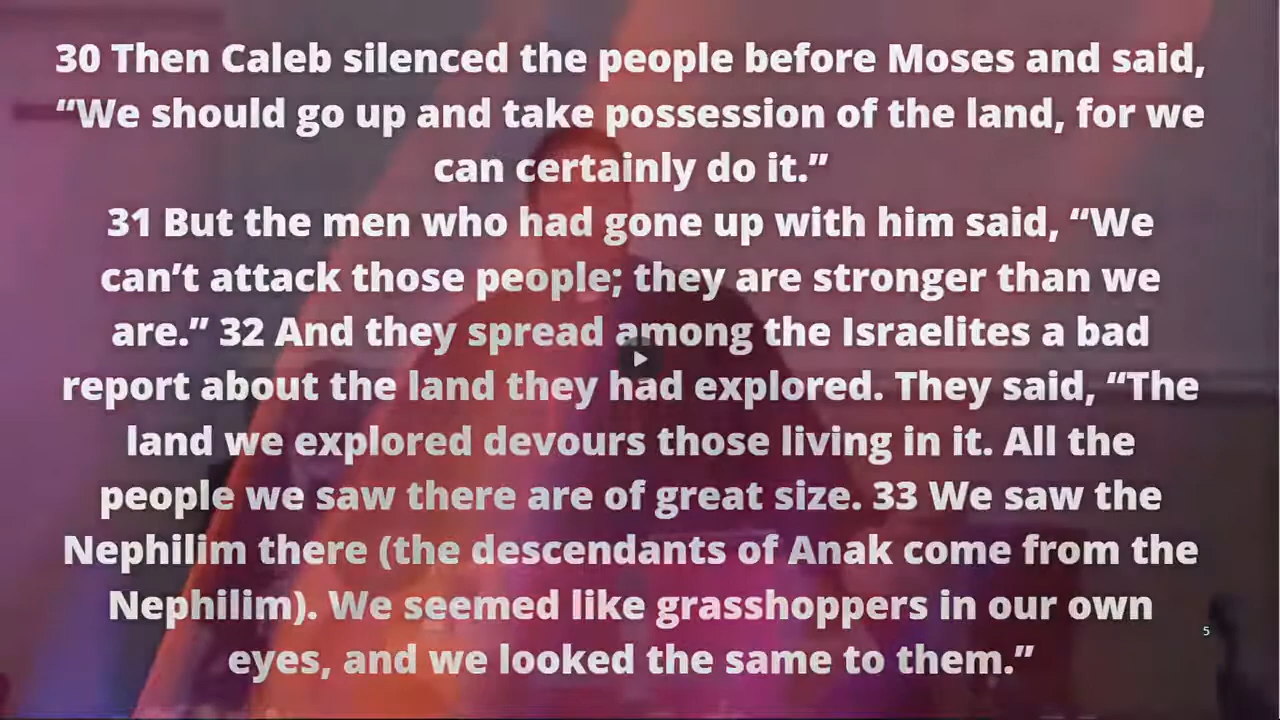 30 Then Caleb silenced the people before Moses and said,
“We should go up and take possession of the land, for we
can certainly do it.”
31 But the men who had gone up with him said, “We
can’t attack those people; they are stronger than we
are.” 32 And they spread among the Israelites a bad
report about the land they had explored. They said, “The
land we explored devours those living in it. All the
people we saw there are of great size. 33 We saw the
Nephilim there (the descendants of Anak come from the
Nephilim). We seemed like grasshoppers in our own
eyes, and we looked the same to them.”
5